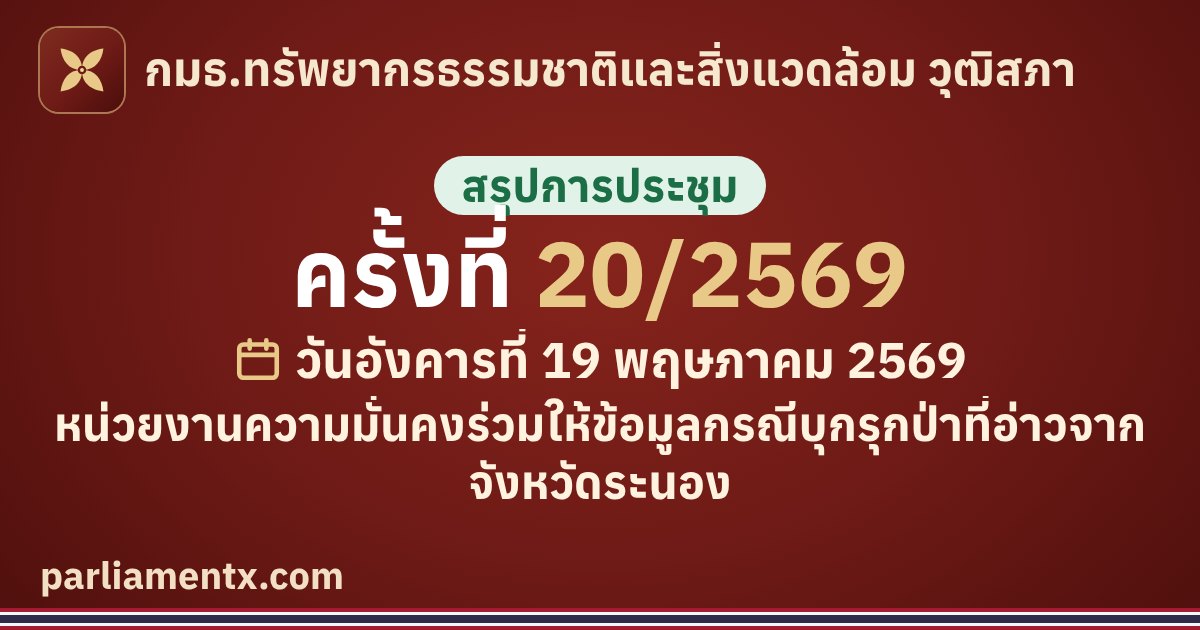 กมธ.ทรัพยากรธรรมชาติและสิ่งแวดล้อม วุฒิสภา
สรุปการประชุม
ครั้งที่ 20/2569
วันอังคารที่ 19 พฤษภาคม 2569
หน่วยงานความมั่นคงร่วมให้ข้อมูลกรณีบุกรุกป่าที่อ่าวจาก
จังหวัดระนอง
parliamentx.com